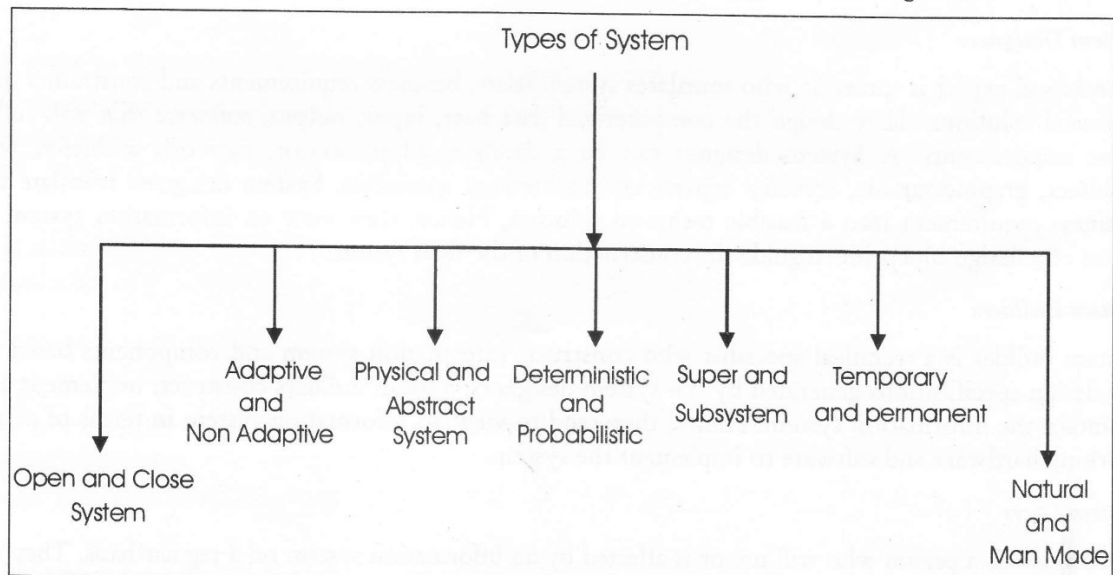 Types of System
Adaptive
and
Non Adaptive
Physical and
Abstract
System
Deterministic
and
Probabilistic
Super and
Subsystem
Temporary
and permanent
Open and Close
System
Natural
and
Man Made